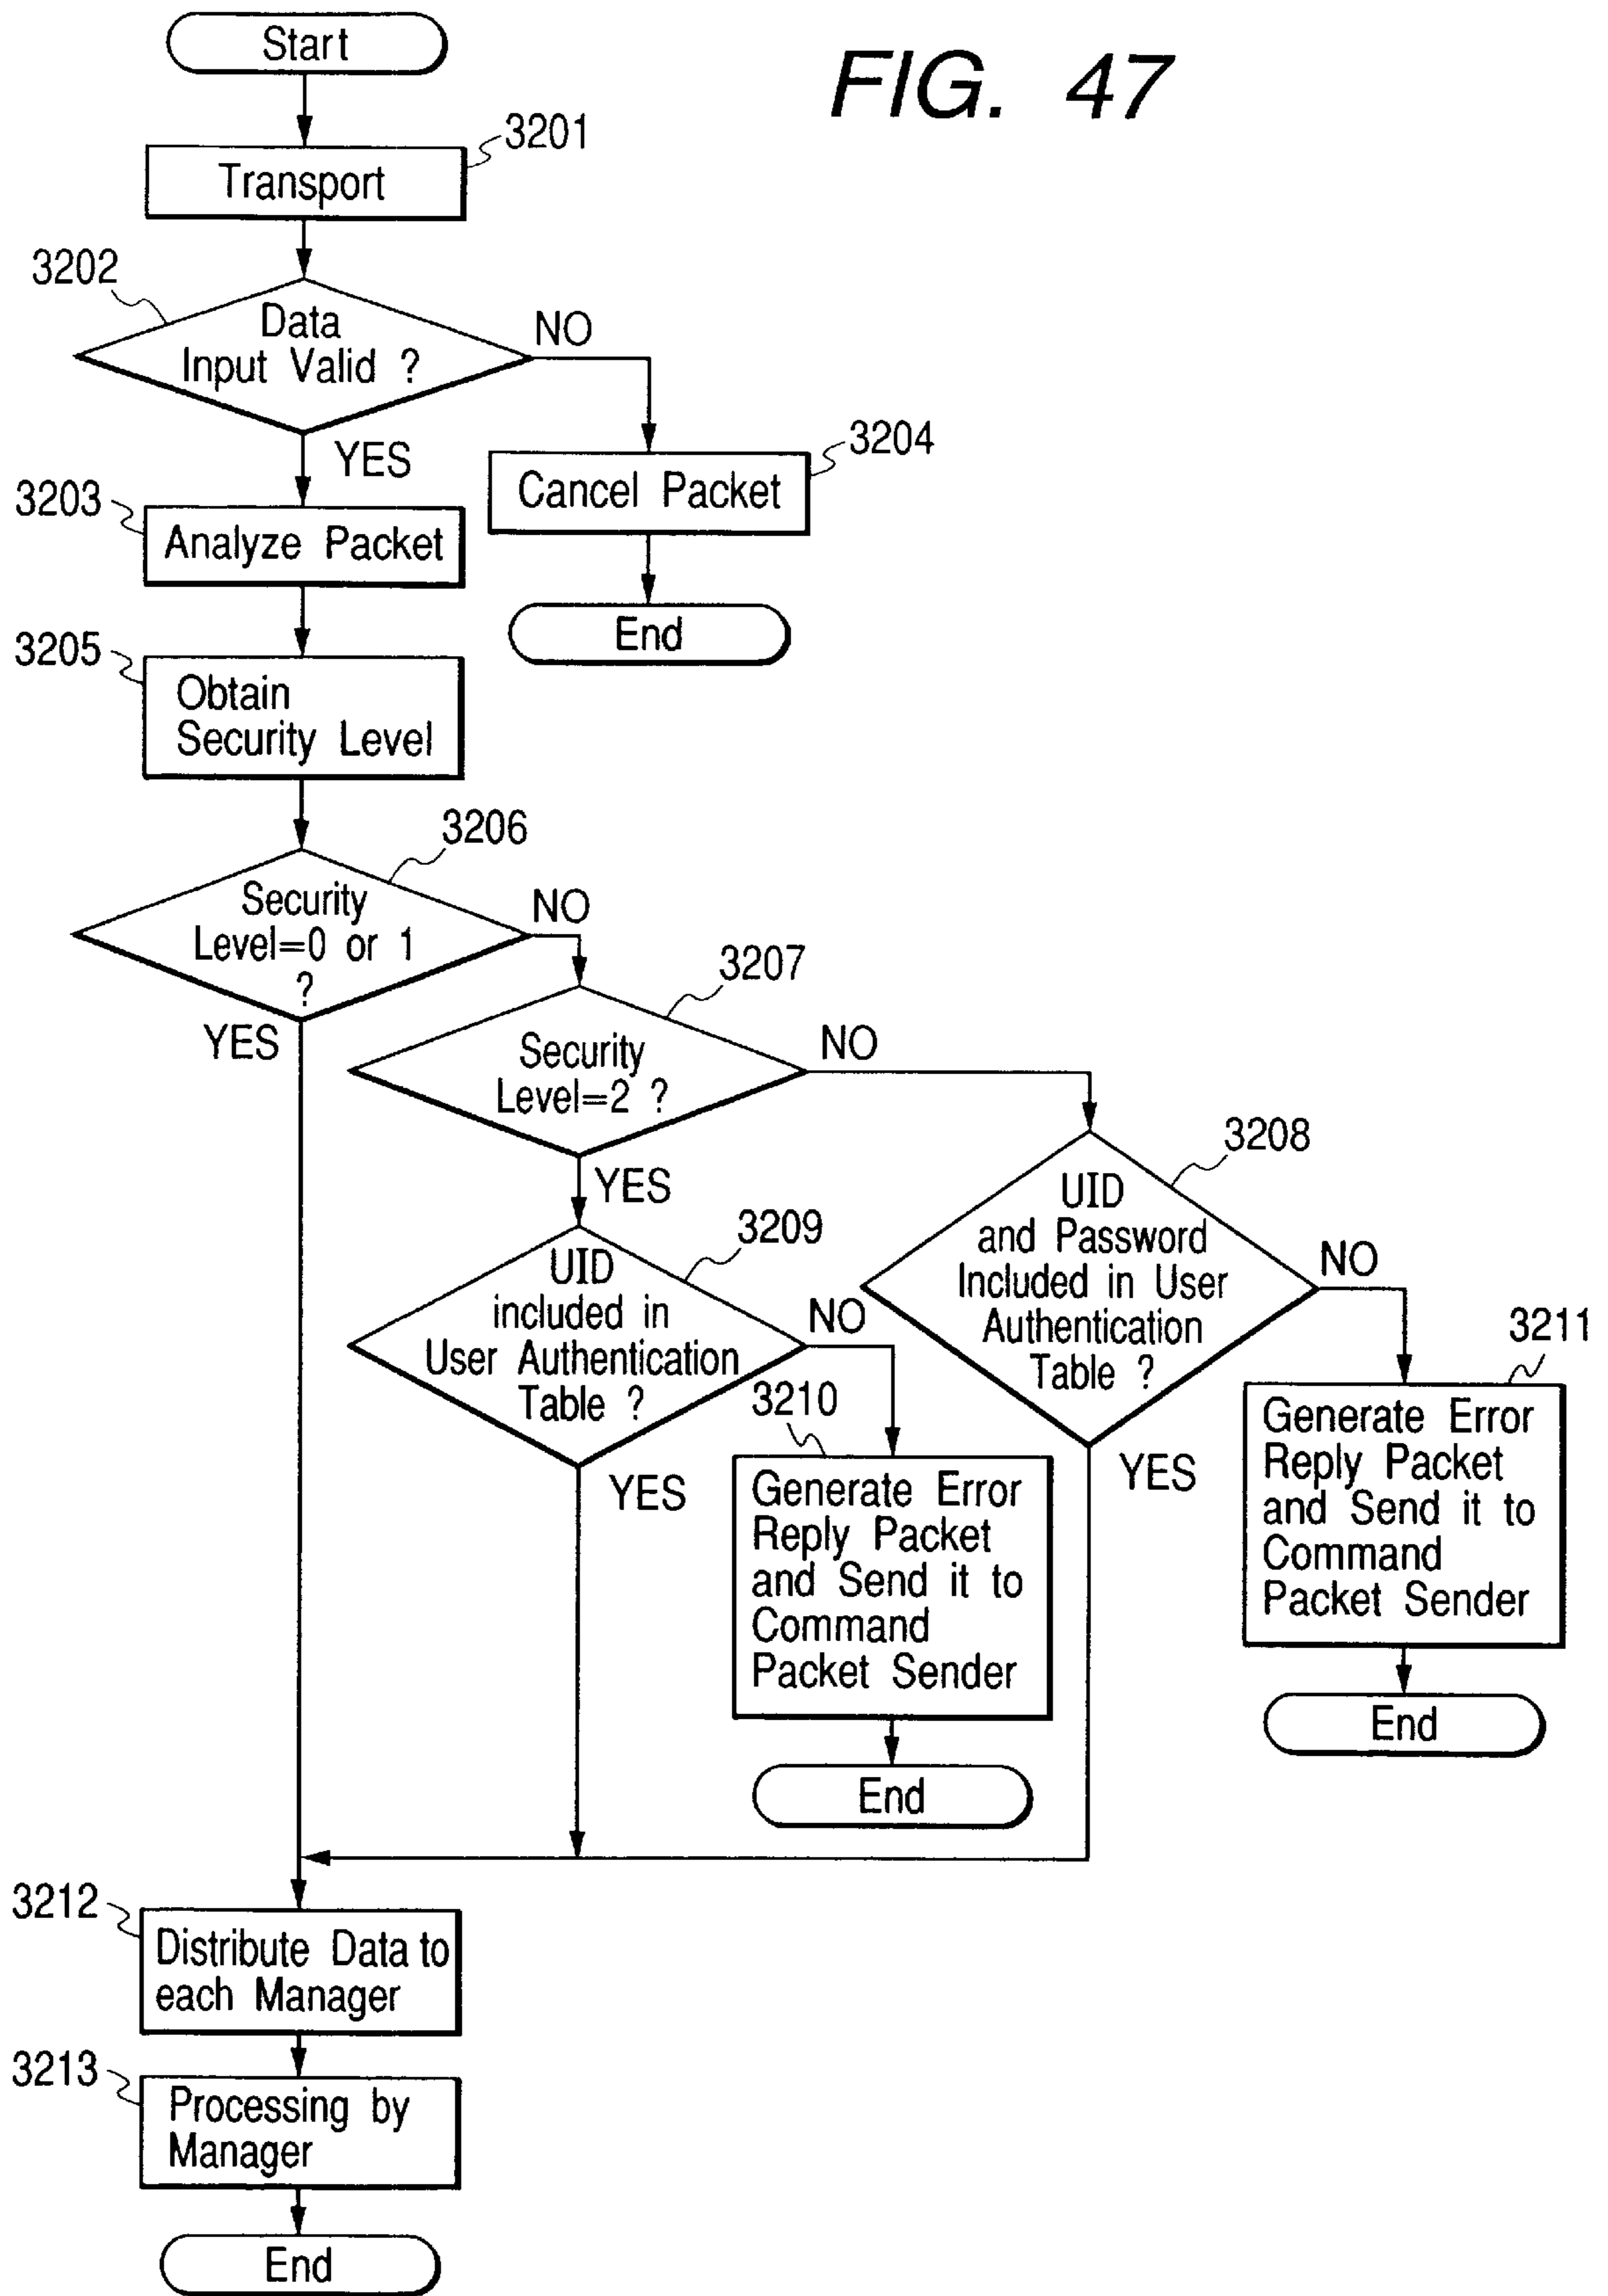 FIG. 47
Start
3201
Transport
3202
Data
Input Valid ?
NO
YES
3204
Cancel Packet
End
3203
Analyze Packet
3205
Obtain
Security Level
3206
Security
Level=0 or 1
?
NO
YES
3207
Security
Level=2 ?
NO
YES
3208
UID
and Password
Included in User
Authentication
Table ?
NO
YES
3209
UID
included in
User Authentication
Table ?
NO
YES
3210
Generate Error
Reply Packet
and Send it to
Command
Packet Sender
End
3211
Generate Error
Reply Packet
and Send it to
Command
Packet Sender
End
3212
Distribute Data to
each Manager
3213
Processing by
Manager
End